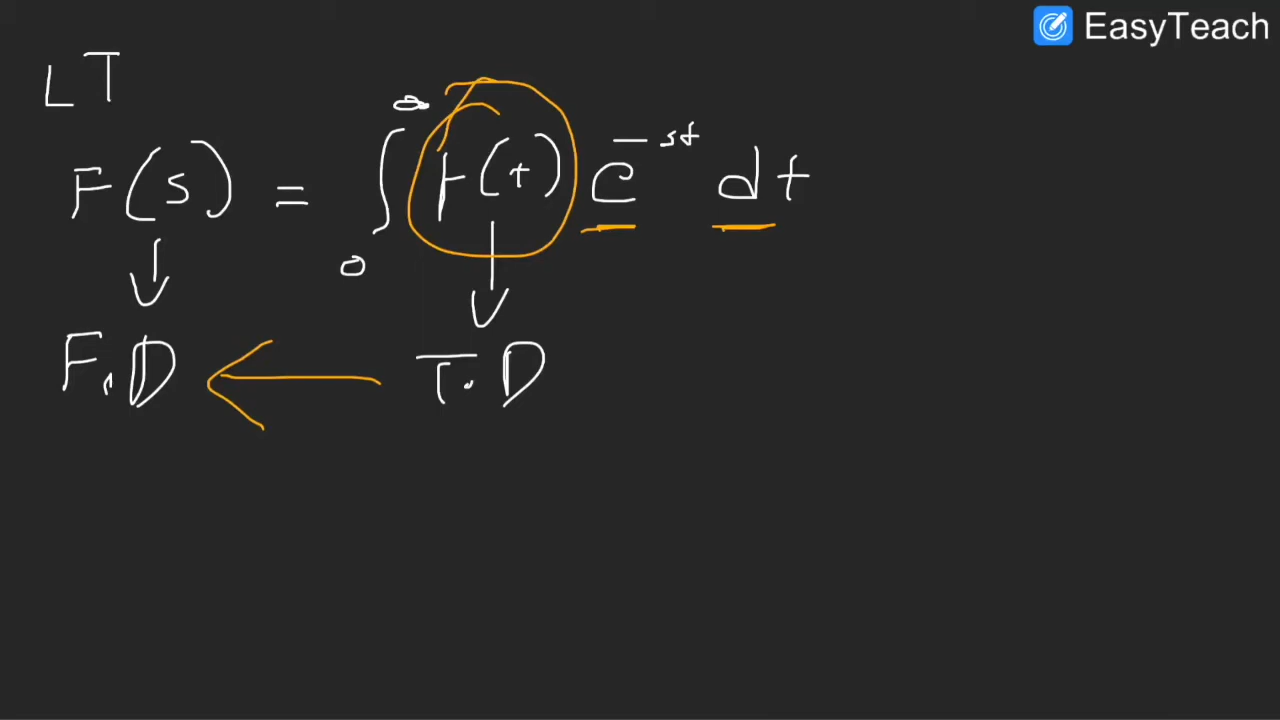 EasyTeach
LT
F(s) = ∫₀^∞ F(t) e^{-st} dt
F.D ← T.D